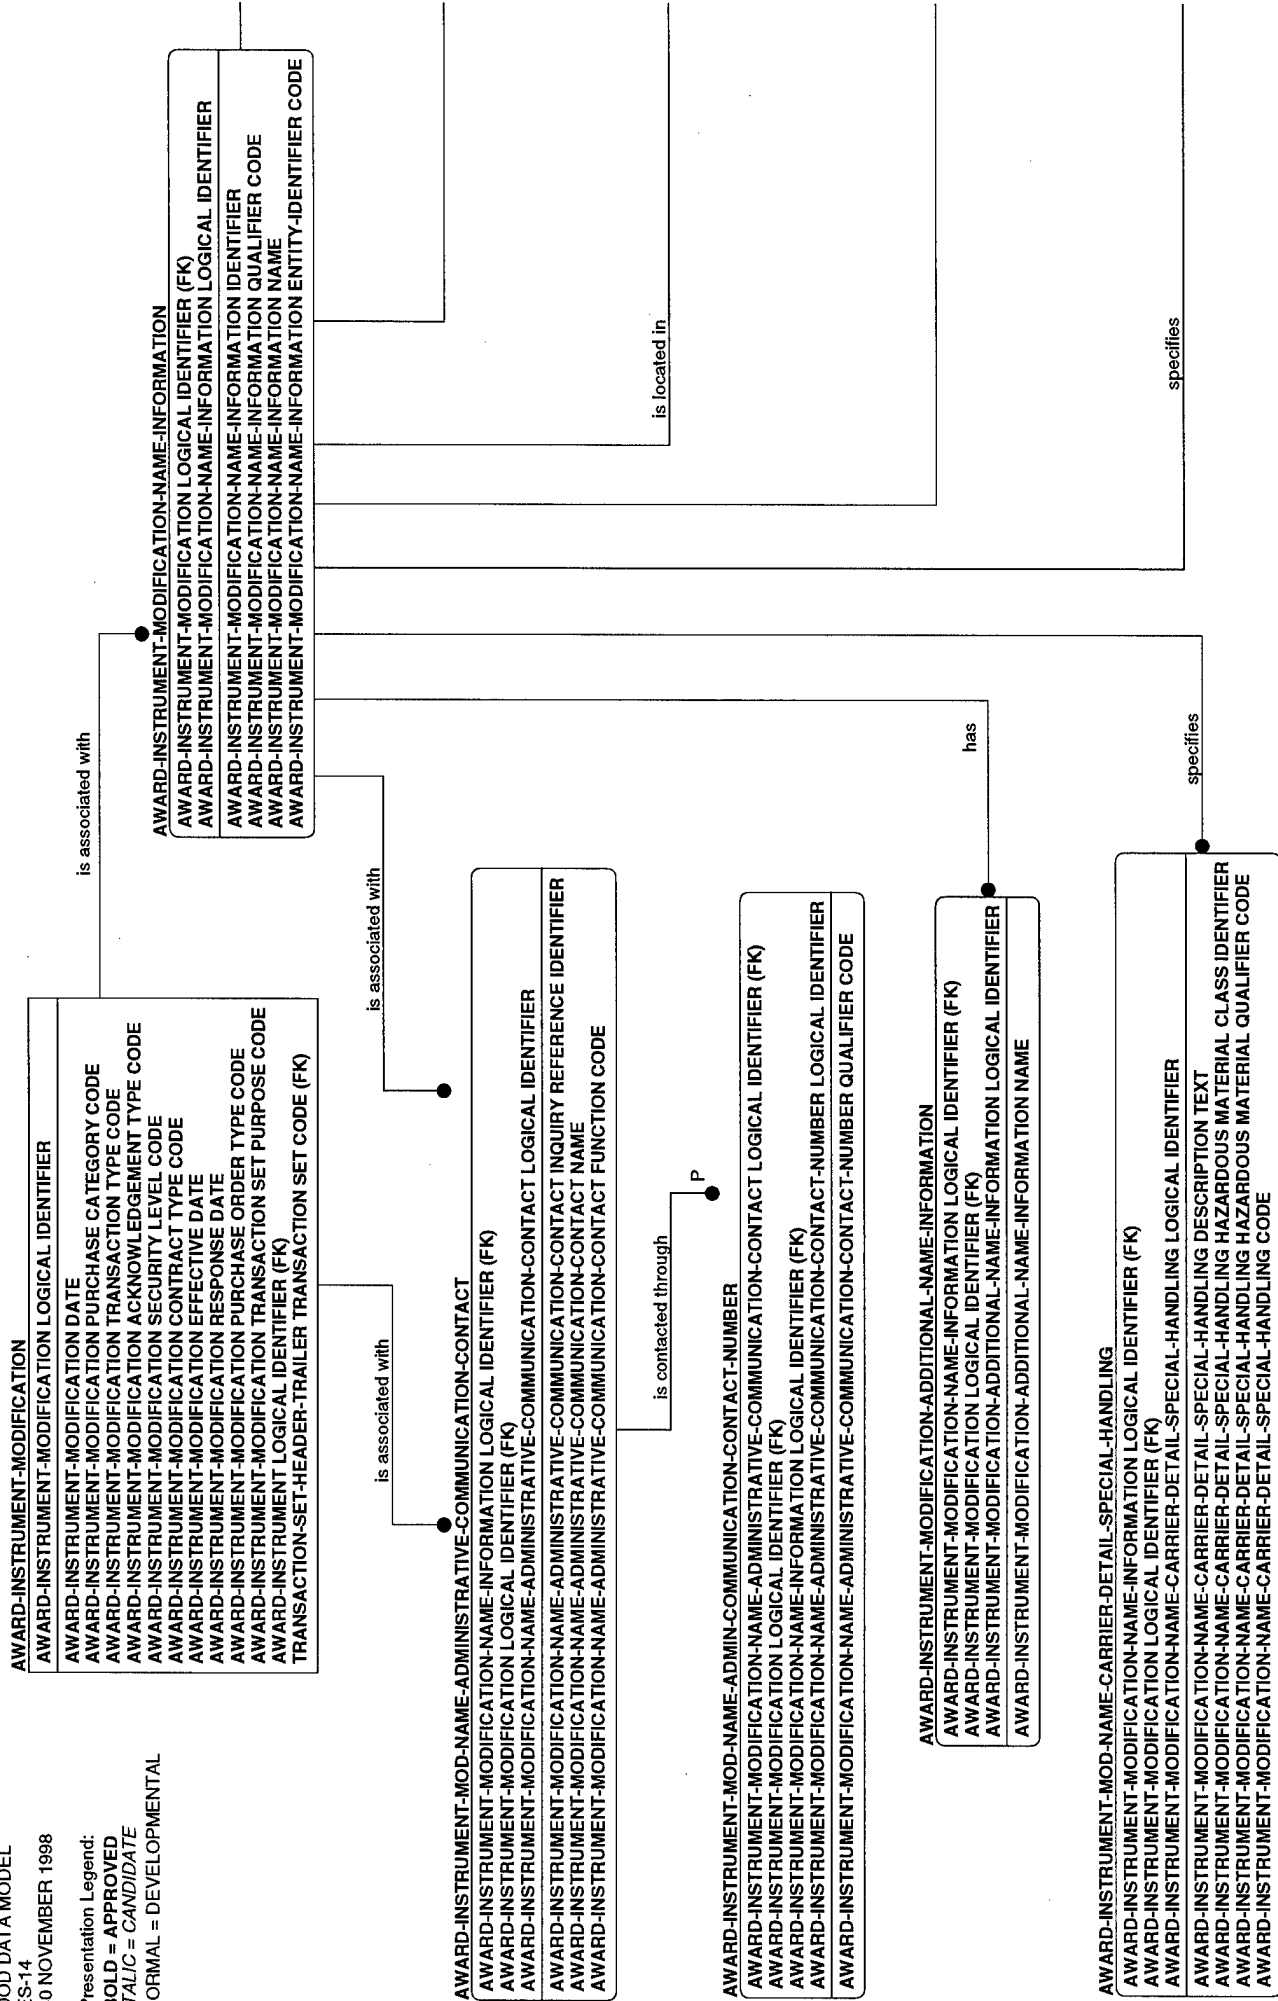 OOD DATA MODEL
ES-14
0 NOVEMBER 1998
Presentation Legend:
BOLD = APPROVED
TALIC = CANDIDATE
ORMAL = DEVELOPMENTAL
AWARD-INSTRUMENT-MODIFICATION
AWARD-INSTRUMENT-MODIFICATION LOGICAL IDENTIFIER
AWARD-INSTRUMENT-MODIFICATION DATE
AWARD-INSTRUMENT-MODIFICATION PURCHASE CATEGORY CODE
AWARD-INSTRUMENT-MODIFICATION TRANSACTION TYPE CODE
AWARD-INSTRUMENT-MODIFICATION ACKNOWLEDGEMENT TYPE CODE
AWARD-INSTRUMENT-MODIFICATION SECURITY LEVEL CODE
AWARD-INSTRUMENT-MODIFICATION CONTRACT TYPE CODE
AWARD-INSTRUMENT-MODIFICATION EFFECTIVE DATE
AWARD-INSTRUMENT-MODIFICATION RESPONSE DATE
AWARD-INSTRUMENT-MODIFICATION PURCHASE ORDER TYPE CODE
AWARD-INSTRUMENT-MODIFICATION TRANSACTION SET PURPOSE CODE
AWARD-INSTRUMENT LOGICAL IDENTIFIER (FK)
TRANSACTION-SET-HEADER-TRAILER TRANSACTION SET CODE (FK)
is associated with
AWARD-INSTRUMENT-MODIFICATION-NAME-INFORMATION
AWARD-INSTRUMENT-MODIFICATION LOGICAL IDENTIFIER (FK)
AWARD-INSTRUMENT-MODIFICATION-NAME-INFORMATION LOGICAL IDENTIFIER
AWARD-INSTRUMENT-MODIFICATION-NAME-INFORMATION IDENTIFIER
AWARD-INSTRUMENT-MODIFICATION-NAME-INFORMATION QUALIFIER CODE
AWARD-INSTRUMENT-MODIFICATION-NAME-INFORMATION NAME
AWARD-INSTRUMENT-MODIFICATION-NAME-INFORMATION ENTITY-IDENTIFIER CODE
is associated with
is associated with
AWARD-INSTRUMENT-MOD-NAME-ADMINISTRATIVE-COMMUNICATION-CONTACT
AWARD-INSTRUMENT-MODIFICATION-NAME-INFORMATION LOGICAL IDENTIFIER (FK)
AWARD-INSTRUMENT-MODIFICATION LOGICAL IDENTIFIER (FK)
AWARD-INSTRUMENT-MODIFICATION-NAME-ADMINISTRATIVE-COMMUNICATION-CONTACT LOGICAL IDENTIFIER
AWARD-INSTRUMENT-MODIFICATION-NAME-ADMINISTRATIVE-COMMUNICATION-CONTACT INQUIRY REFERENCE IDENTIFIER
AWARD-INSTRUMENT-MODIFICATION-NAME-ADMINISTRATIVE-COMMUNICATION-CONTACT NAME
AWARD-INSTRUMENT-MODIFICATION-NAME-ADMINISTRATIVE-COMMUNICATION-CONTACT FUNCTION CODE
is contacted through
P
is located in
AWARD-INSTRUMENT-MOD-NAME-ADMIN-COMMUNICATION-CONTACT-NUMBER
AWARD-INSTRUMENT-MODIFICATION-NAME-ADMINISTRATIVE-COMMUNICATION-CONTACT LOGICAL IDENTIFIER (FK)
AWARD-INSTRUMENT-MODIFICATION LOGICAL IDENTIFIER (FK)
AWARD-INSTRUMENT-MODIFICATION-NAME-INFORMATION LOGICAL IDENTIFIER (FK)
AWARD-INSTRUMENT-MODIFICATION-NAME-ADMINISTRATIVE-COMMUNICATION-CONTACT-NUMBER LOGICAL IDENTIFIER
AWARD-INSTRUMENT-MODIFICATION-NAME-ADMINISTRATIVE-COMMUNICATION-CONTACT-NUMBER QUALIFIER CODE
has
AWARD-INSTRUMENT-MODIFICATION-ADDITIONAL-NAME-INFORMATION
AWARD-INSTRUMENT-MODIFICATION-NAME-INFORMATION LOGICAL IDENTIFIER (FK)
AWARD-INSTRUMENT-MODIFICATION LOGICAL IDENTIFIER (FK)
AWARD-INSTRUMENT-MODIFICATION-ADDITIONAL-NAME-INFORMATION LOGICAL IDENTIFIER
AWARD-INSTRUMENT-MODIFICATION-ADDITIONAL-NAME-INFORMATION NAME
specifies
specifies
AWARD-INSTRUMENT-MOD-NAME-CARRIER-DETAIL-SPECIAL-HANDLING
AWARD-INSTRUMENT-MODIFICATION-NAME-INFORMATION LOGICAL IDENTIFIER (FK)
AWARD-INSTRUMENT-MODIFICATION LOGICAL IDENTIFIER (FK)
AWARD-INSTRUMENT-MODIFICATION-NAME-CARRIER-DETAIL-SPECIAL-HANDLING LOGICAL IDENTIFIER
AWARD-INSTRUMENT-MODIFICATION-NAME-CARRIER-DETAIL-SPECIAL-HANDLING DESCRIPTION TEXT
AWARD-INSTRUMENT-MODIFICATION-NAME-CARRIER-DETAIL-SPECIAL-HANDLING HAZARDOUS MATERIAL CLASS IDENTIFIER
AWARD-INSTRUMENT-MODIFICATION-NAME-CARRIER-DETAIL-SPECIAL-HANDLING HAZARDOUS MATERIAL QUALIFIER CODE
AWARD-INSTRUMENT-MODIFICATION-NAME-CARRIER-DETAIL-SPECIAL-HANDLING CODE